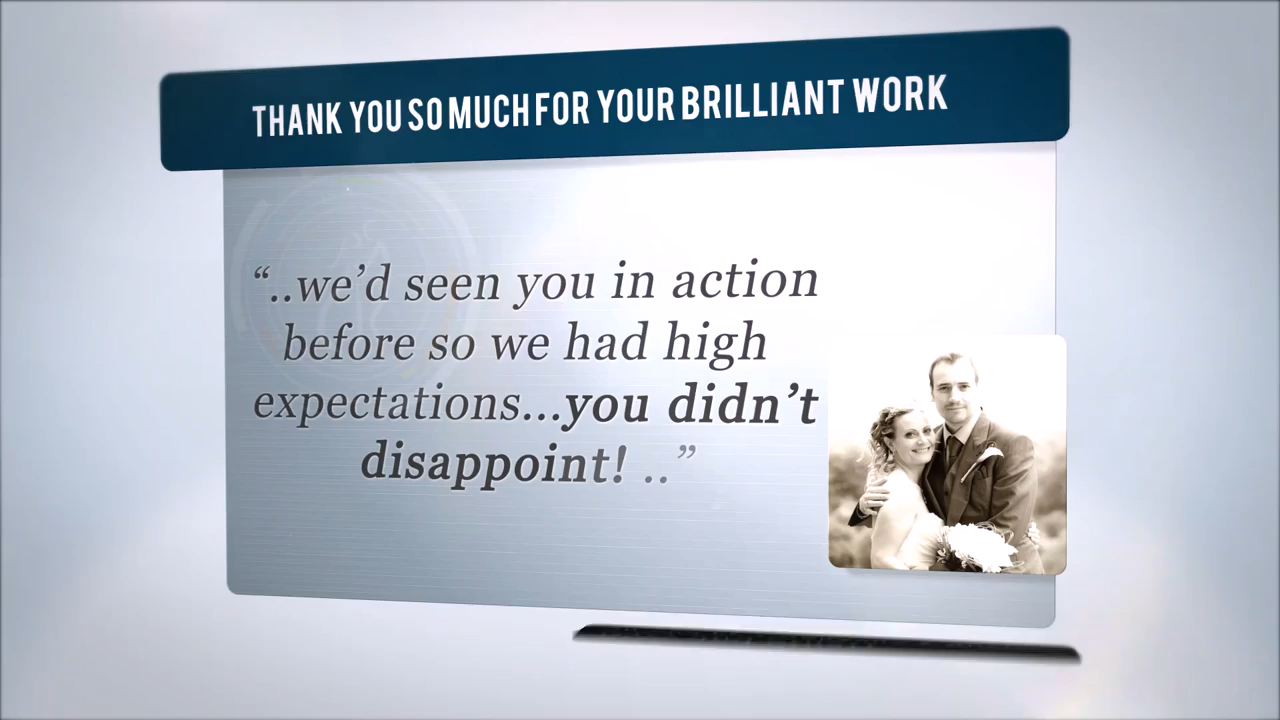 THANK YOU SO MUCH FOR YOUR BRILLIANT WORK
“..we’d seen you in action
before so we had high
expectations...you didn’t
disappoint! ..”